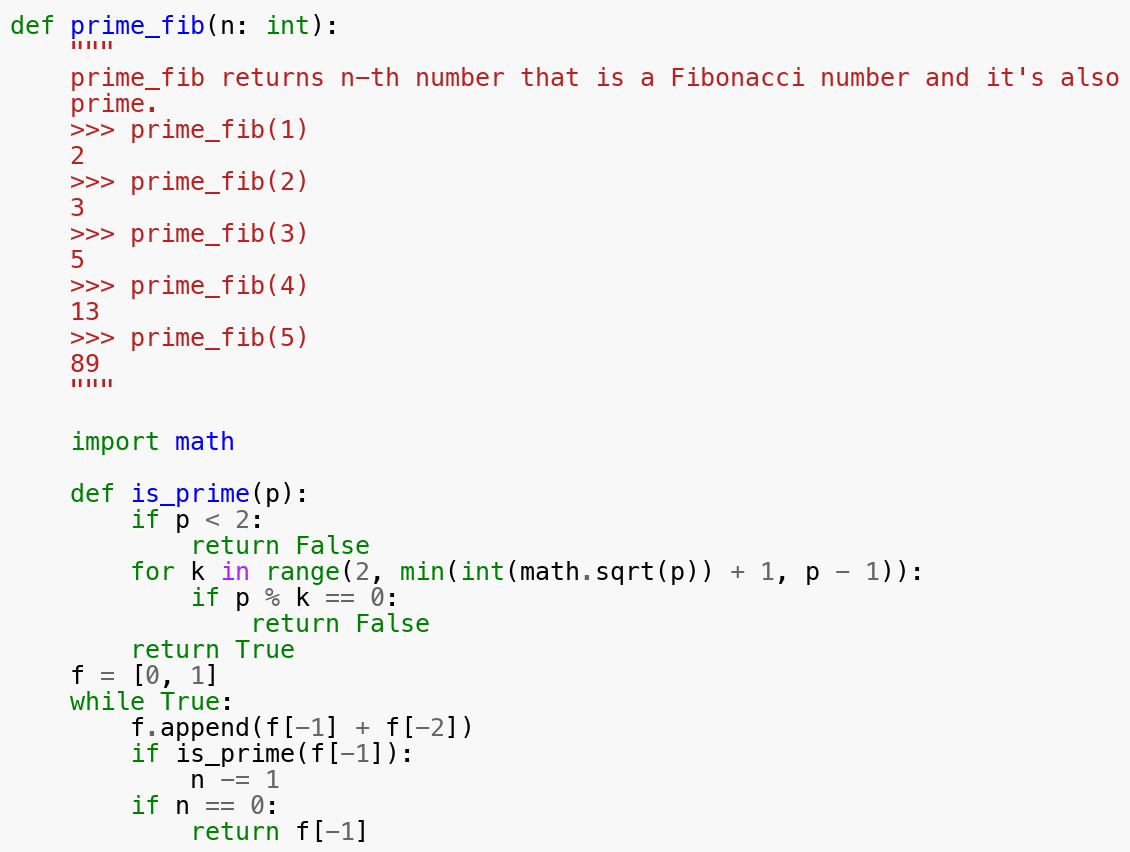 def prime_fib(n: int):
    """
    prime_fib returns n−th number that is a Fibonacci number and it's also
    prime.
    >>> prime_fib(1)
    2
    >>> prime_fib(2)
    3
    >>> prime_fib(3)
    5
    >>> prime_fib(4)
    13
    >>> prime_fib(5)
    89
    """

    import math

    def is_prime(p):
        if p < 2:
            return False
        for k in range(2, min(int(math.sqrt(p)) + 1, p − 1)):
            if p % k == 0:
                return False
        return True
    f = [0, 1]
    while True:
        f.append(f[−1] + f[−2])
        if is_prime(f[−1]):
            n −= 1
        if n == 0:
            return f[−1]